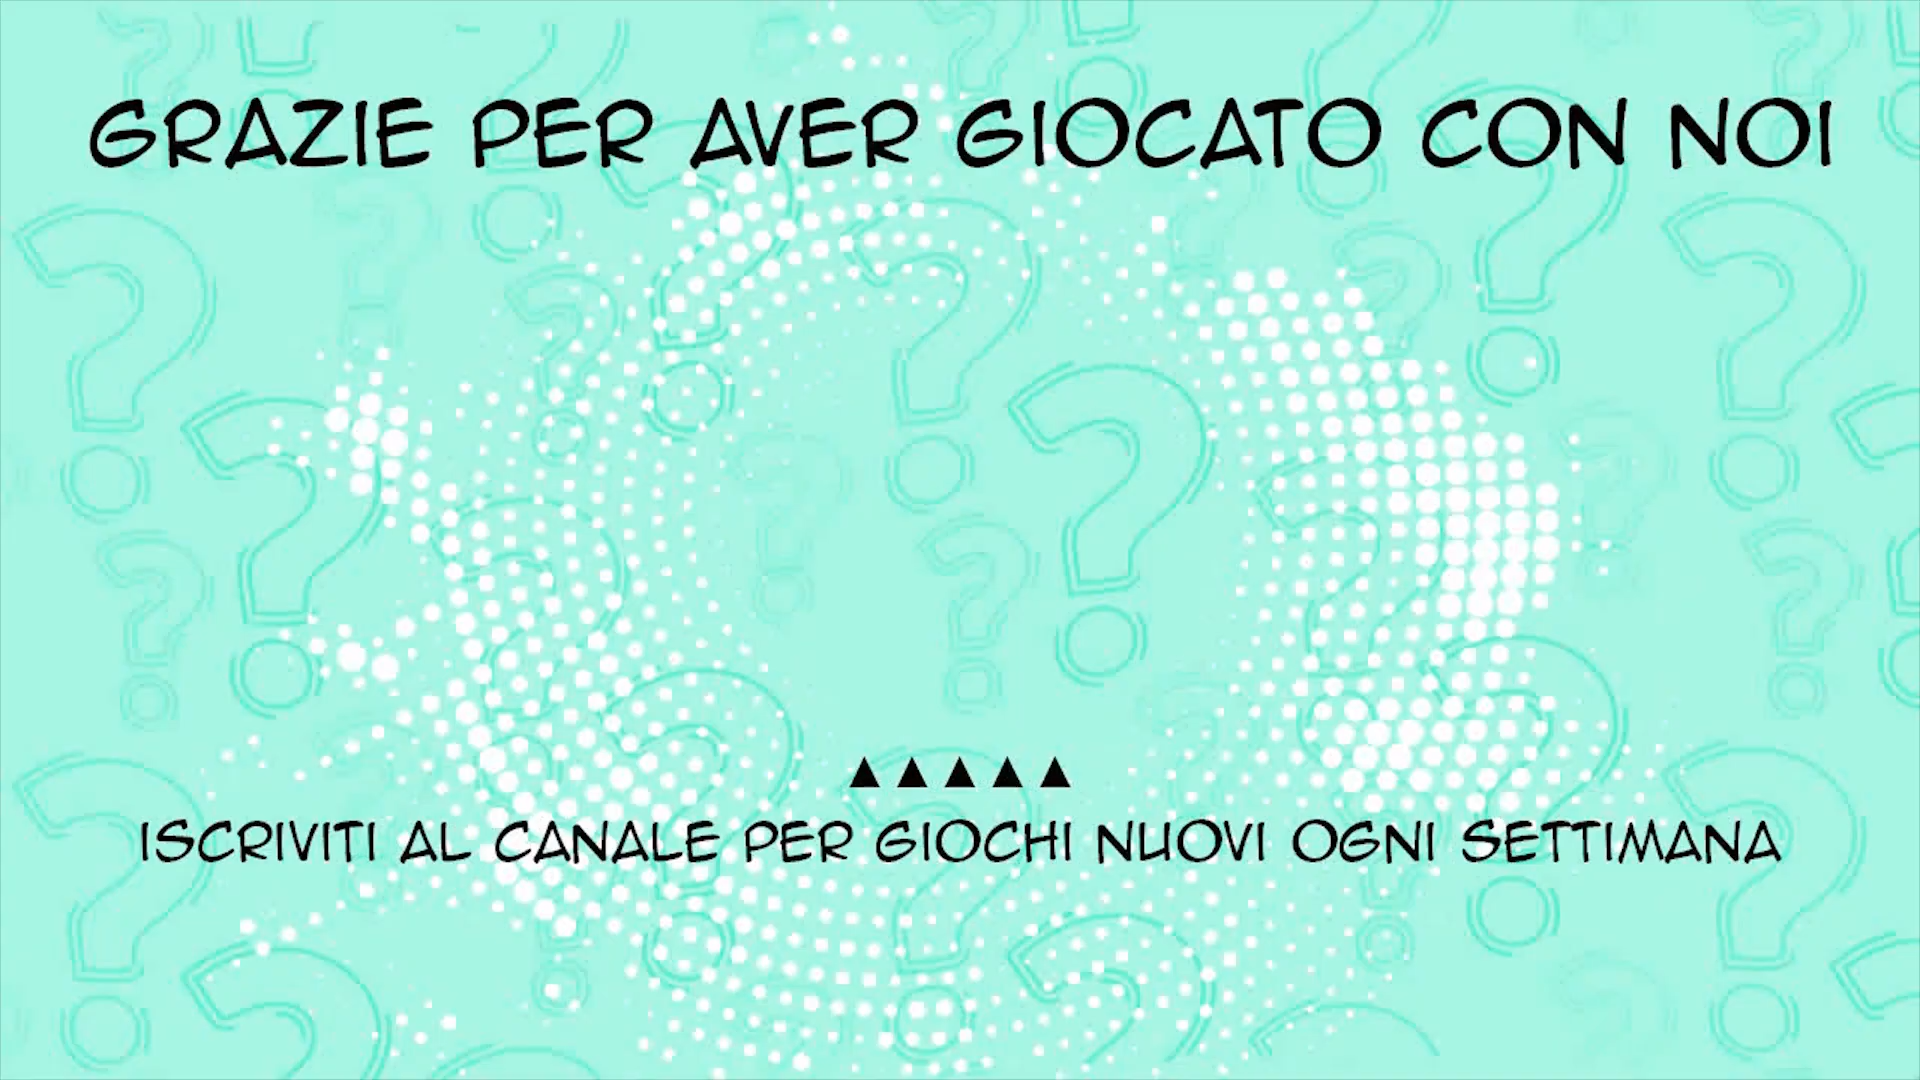 GRAZIE PER AVER GIOCATO CON NOI
▲▲▲▲▲
ISCRIVITI AL CANALE PER GIOCHI NUOVI OGNI SETTIMANA